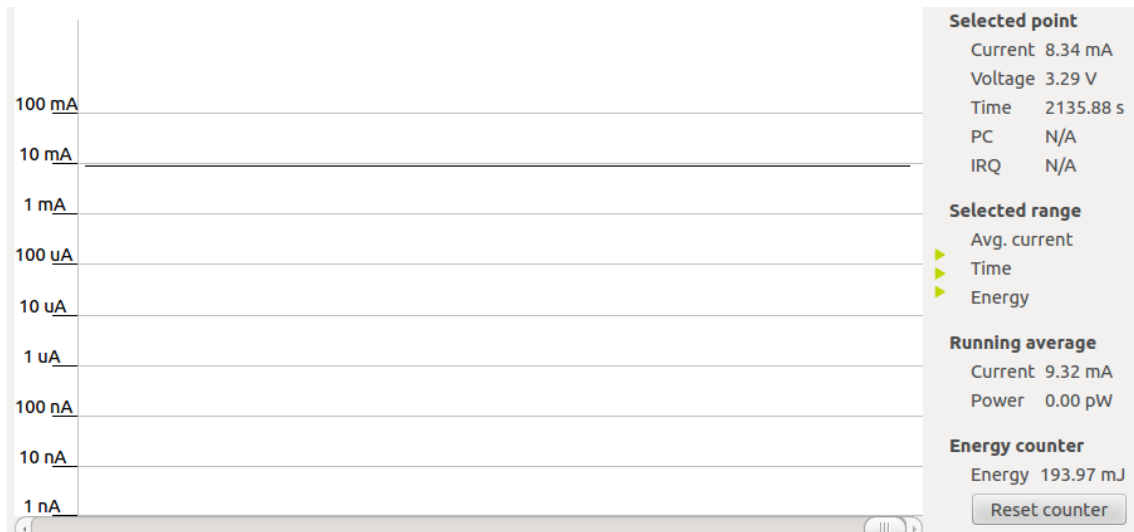 100 mA
10 mA
1 mA
100 uA
10 uA
1 uA
100 nA
10 nA
1 nA
Selected point
Current 8.34 mA
Voltage 3.29 V
Time 2135.88 s
PC N/A
IRQ N/A
Selected range
Avg. current
Time
Energy
Running average
Current 9.32 mA
Power 0.00 pW
Energy counter
Energy 193.97 mJ
Reset counter